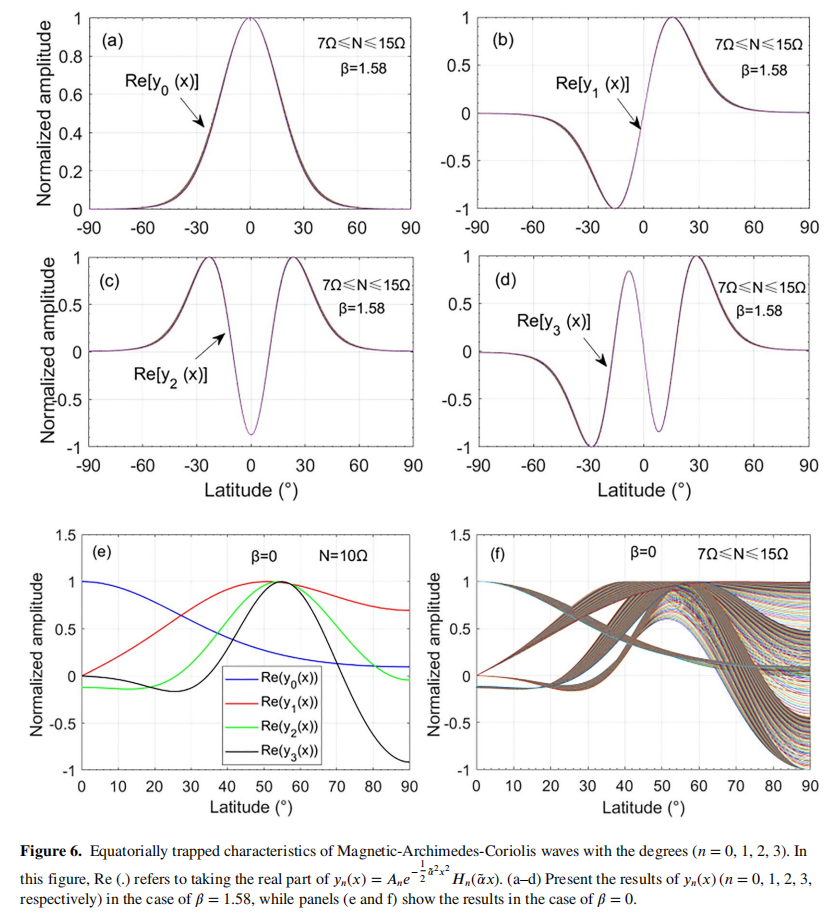 1
0.8
0.6
0.4
0.2
0
(a)
7Ω⩽N⩽15Ω
β=1.58
Re[y₀ (x)]
Normalized amplitude
-90 -60 -30 0 30 60 90
1
0.5
0
-0.5
-1
(b)
7Ω⩽N⩽15Ω
β=1.58
Re[y₁ (x)]
-90 -60 -30 0 30 60 90
1
0.5
0
-0.5
-1
(c)
7Ω⩽N⩽15Ω
β=1.58
Re[y₂ (x)]
Normalized amplitude
-90 -60 -30 0 30 60 90
Latitude (°)
1
0.5
0
-0.5
-1
(d)
7Ω⩽N⩽15Ω
β=1.58
Re[y₃ (x)]
-90 -60 -30 0 30 60 90
Latitude (°)
1.5
1
0.5
0
-0.5
-1
(e)
β=0 N=10Ω
Normalized amplitude
Re(y₀(x))
Re(y₁(x))
Re(y₂(x))
Re(y₃(x))
0 10 20 30 40 50 60 70 80 90
Latitude (°)
1.5
1
0.5
0
-0.5
-1
(f)
β=0 7Ω⩽N⩽15Ω
Normalized amplitude
0 10 20 30 40 50 60 70 80 90
Latitude (°)
Figure 6. Equatorially trapped characteristics of Magnetic-Archimedes-Coriolis waves with the degrees (n = 0, 1, 2, 3). In
this figure, Re (.) refers to taking the real part of yₙ(x) = Aₙe^{-½α̃²x²}Hₙ(α̃x). (a–d) Present the results of yₙ(x) (n = 0, 1, 2, 3,
respectively) in the case of β = 1.58, while panels (e and f) show the results in the case of β = 0.